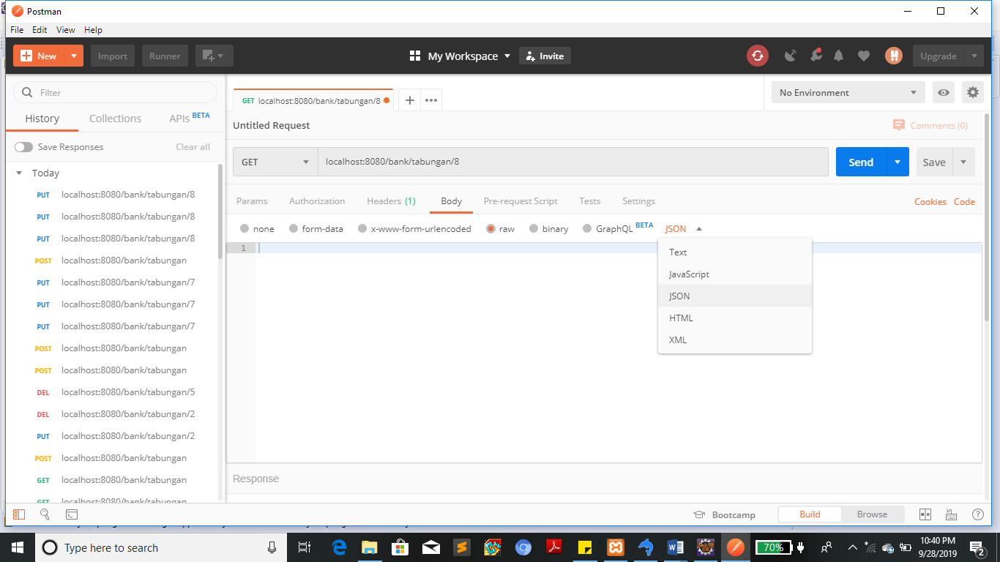 Postman
File Edit View Help
New Import Runner My Workspace Invite Upgrade
Filter
History Collections APIs BETA
Save Responses Clear all
Today
PUT localhost:8080/bank/tabungan/8
PUT localhost:8080/bank/tabungan/8
PUT localhost:8080/bank/tabungan/8
POST localhost:8080/bank/tabungan
PUT localhost:8080/bank/tabungan/7
PUT localhost:8080/bank/tabungan/7
PUT localhost:8080/bank/tabungan/7
POST localhost:8080/bank/tabungan
POST localhost:8080/bank/tabungan
DEL localhost:8080/bank/tabungan/5
DEL localhost:8080/bank/tabungan/2
PUT localhost:8080/bank/tabungan/2
POST localhost:8080/bank/tabungan
GET localhost:8080/bank/tabungan
GET localhost:8080/bank/tabungan
GET localhost:8080/bank/tabungan/8
No Environment
Untitled Request
Comments (0)
GET localhost:8080/bank/tabungan/8 Send Save
Params Authorization Headers (1) Body Pre-request Script Tests Settings Cookies Code
none form-data x-www-form-urlencoded raw binary GraphQL BETA JSON
1
Text
JavaScript
JSON
HTML
XML
Response
Bootcamp Build Browse
Type here to search
70%
10:40 PM
9/28/2019
2